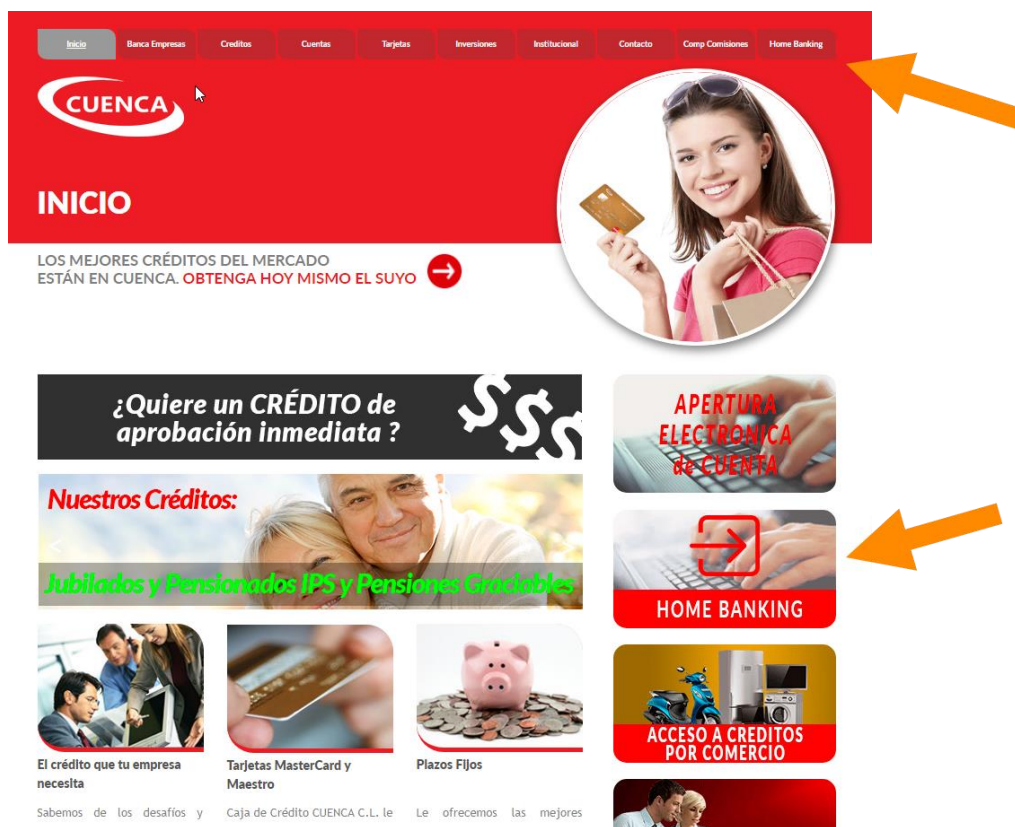 Inicio
Banca Empresas
Creditos
Cuentas
Tarjetas
Inversiones
Institucional
Contacto
Comp Comisiones
Home Banking
CUENCA
INICIO
LOS MEJORES CRÉDITOS DEL MERCADO
ESTÁN EN CUENCA. OBTENGA HOY MISMO EL SUYO
¿Quiere un CRÉDITO de
aprobación inmediata ?
$$$
Nuestros Créditos:
Jubilados y Pensionados IPS y Pensiones Graciables
El crédito que tu empresa
necesita
Sabemos de los desafíos y
Tarjetas MasterCard y
Maestro
Caja de Crédito CUENCA C.L. le
Plazos Fijos
Le ofrecemos las mejores
APERTURA
ELECTRONICA
de CUENTA
HOME BANKING
ACCESO A CREDITOS
POR COMERCIO